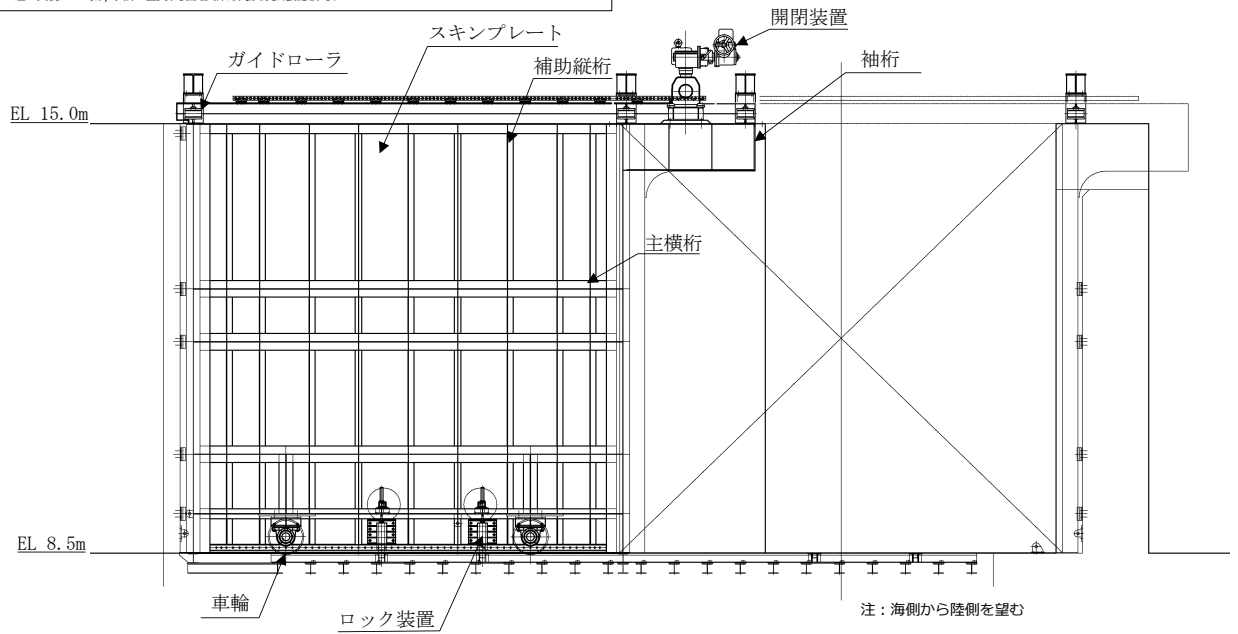 開閉装置
スキンプレート
ガイドローラ
補助縦桁
袖桁
EL 15.0m
主横桁
EL 8.5m
車輪
ロック装置
注：海側から陸側を望む